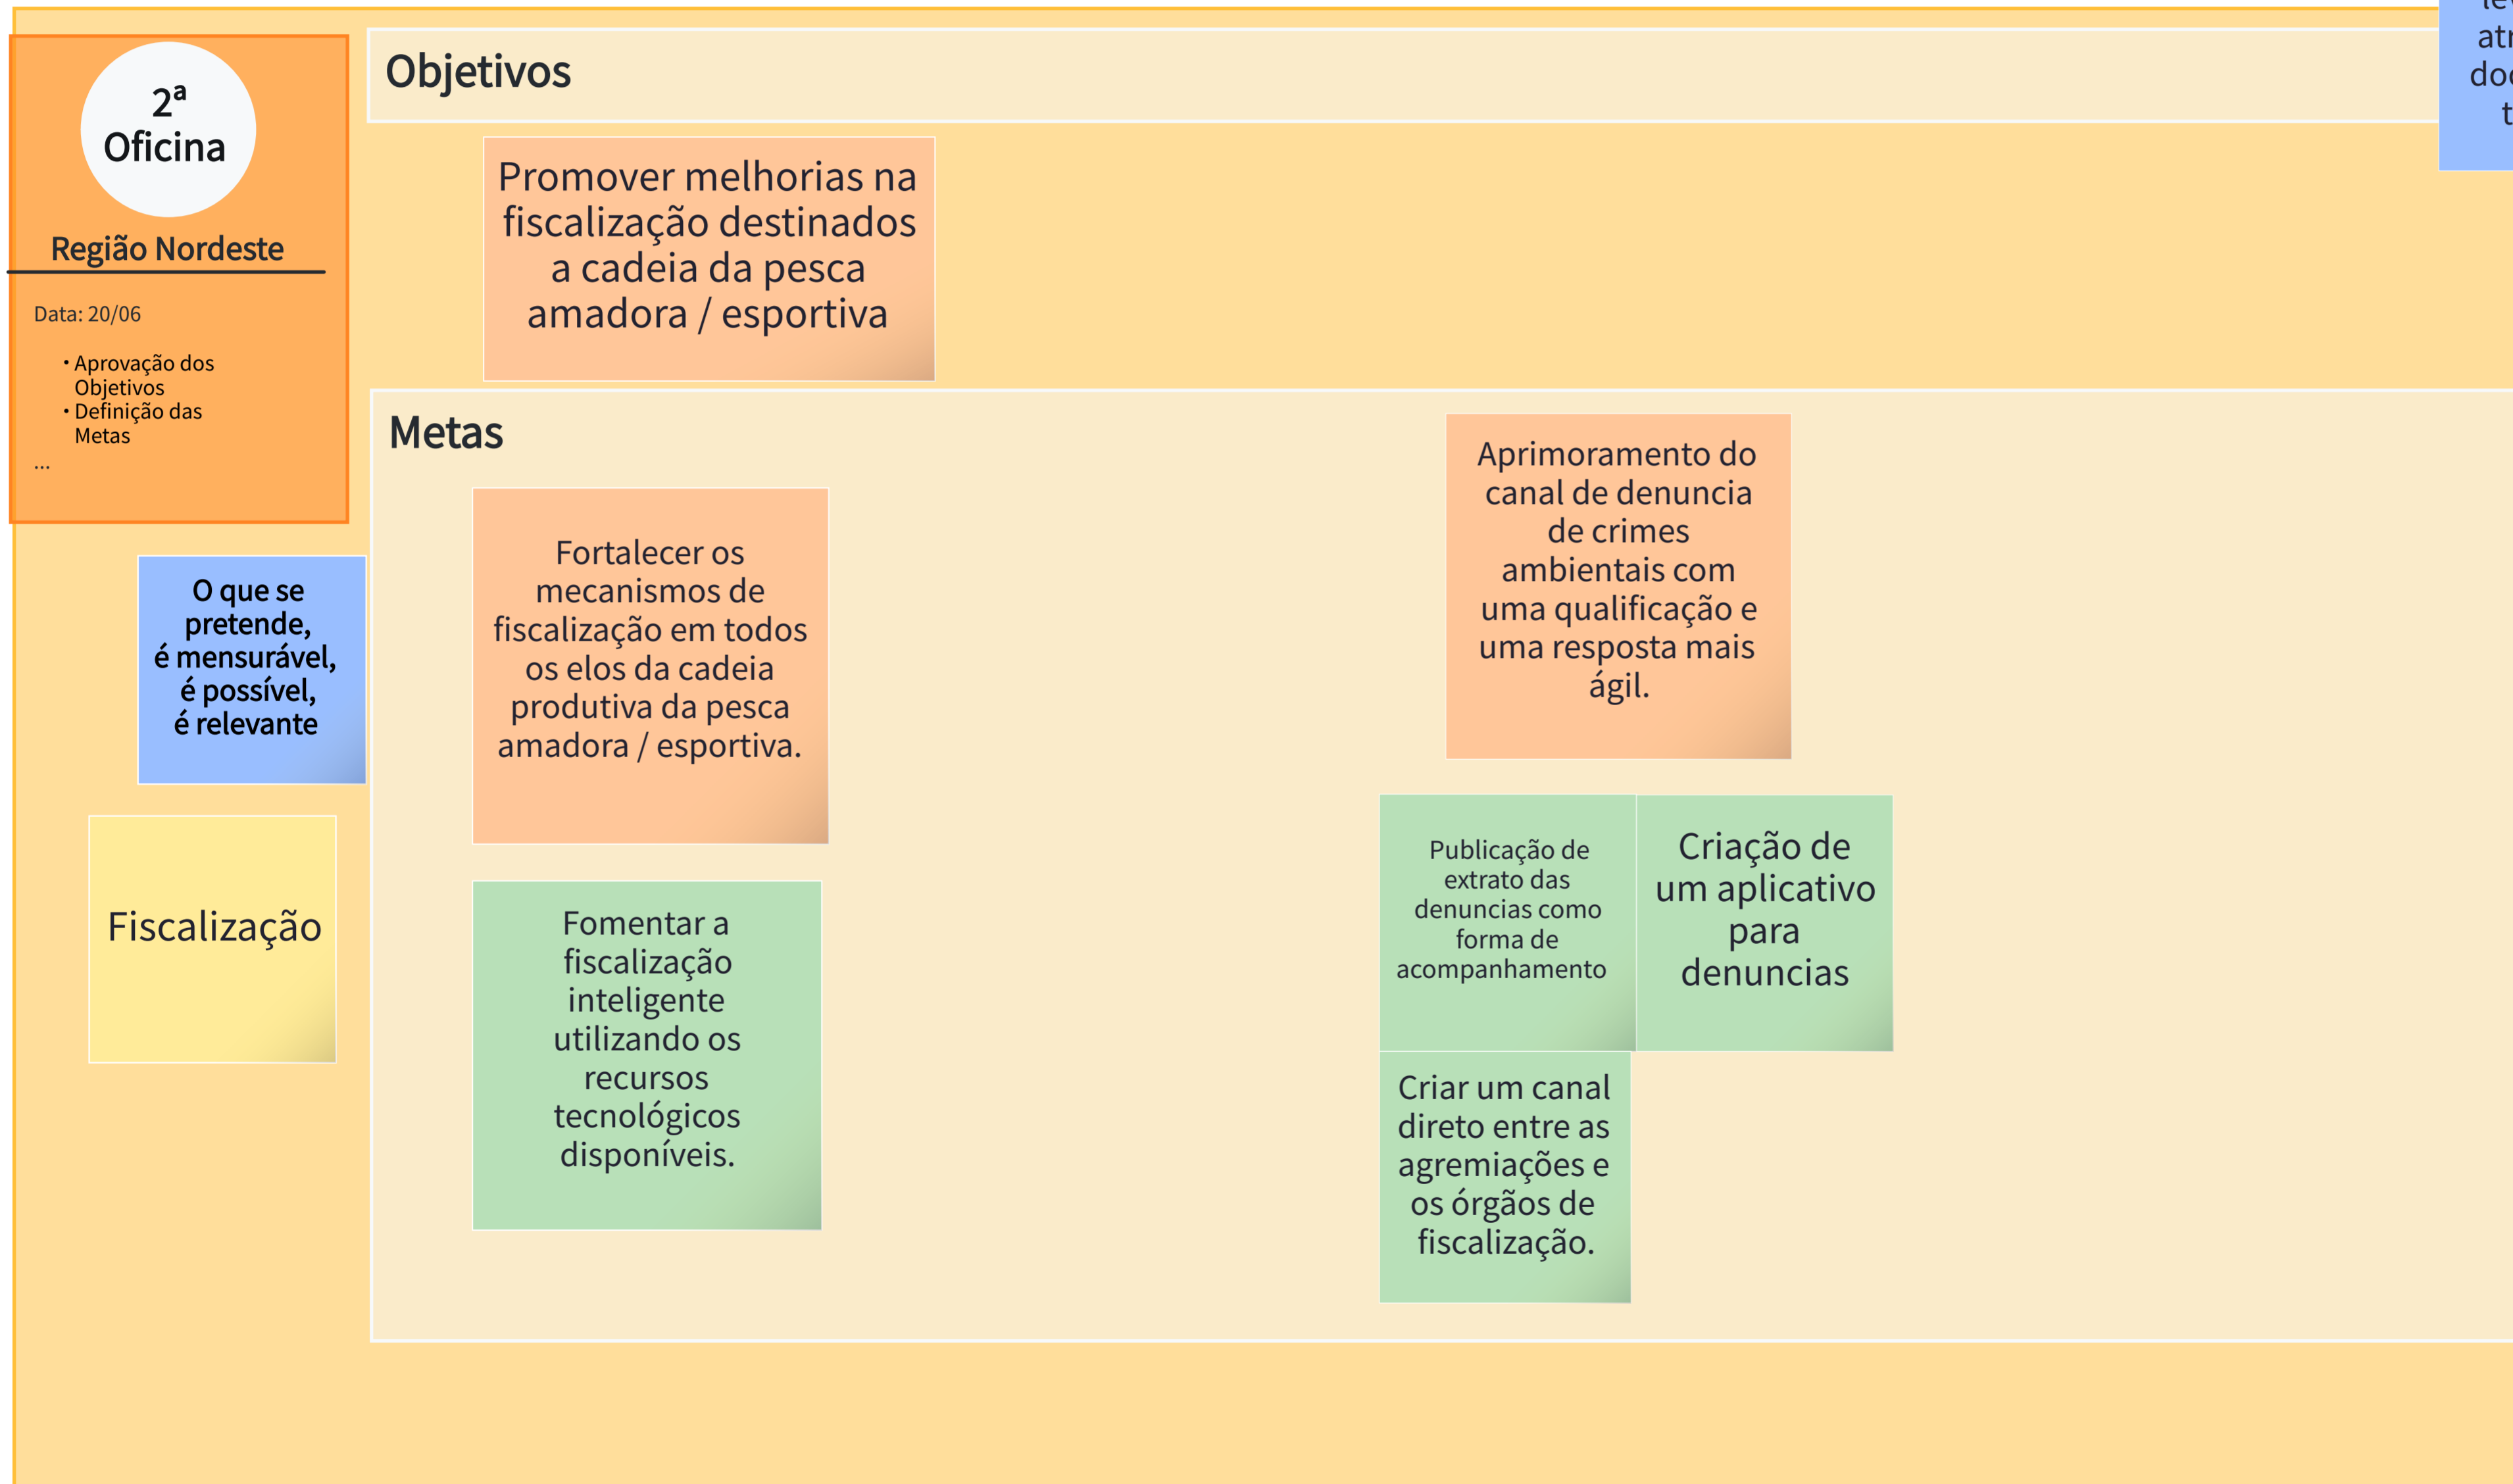 2ª
Oficina
Região Nordeste
Data: 20/06
• Aprovação dos
Objetivos
• Definição das
Metas
...
O que se
pretende,
é mensurável,
é possível,
é relevante
Fiscalização
Objetivos
Promover melhorias na
fiscalização destinados
a cadeia da pesca
amadora / esportiva
Metas
Fortalecer os
mecanismos de
fiscalização em todos
os elos da cadeia
produtiva da pesca
amadora / esportiva.
Fomentar a
fiscalização
inteligente
utilizando os
recursos
tecnológicos
disponíveis.
Aprimoramento do
canal de denuncia
de crimes
ambientais com
uma qualificação e
uma resposta mais
ágil.
Publicação de
extrato das
denuncias como
forma de
acompanhamento
Criação de
um aplicativo
para
denuncias
Criar um canal
direto entre as
agremiações e
os órgãos de
fiscalização.